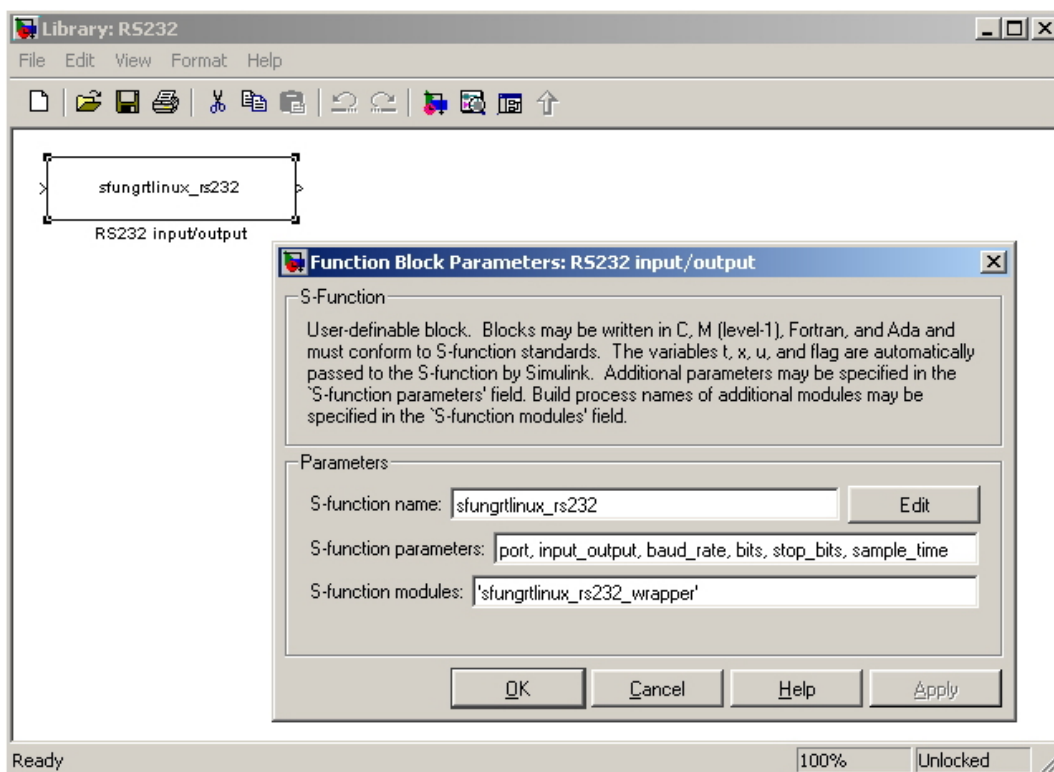 Library: RS232
File Edit View Format Help
sfungrtlinux_rs232
RS232 input/output
Function Block Parameters: RS232 input/output
S-Function
User-definable block. Blocks may be written in C, M (level-1), Fortran, and Ada and
must conform to S-function standards. The variables t, x, u, and flag are automatically
passed to the S-function by Simulink. Additional parameters may be specified in the
`S-function parameters' field. Build process names of additional modules may be
specified in the `S-function modules' field.
Parameters
S-function name: sfungrtlinux_rs232 Edit
S-function parameters: port, input_output, baud_rate, bits, stop_bits, sample_time
S-function modules: 'sfungrtlinux_rs232_wrapper'
OK Cancel Help Apply
Ready 100% Unlocked